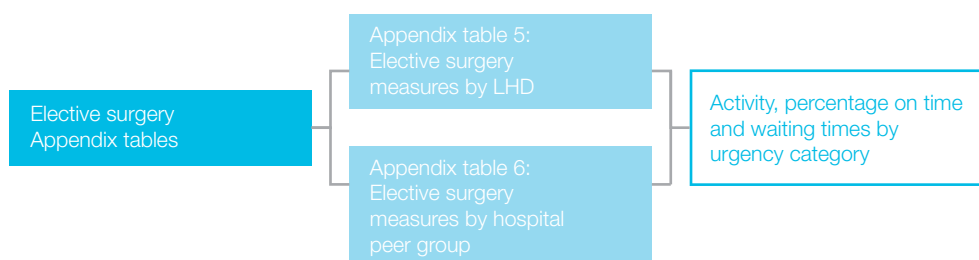 Elective surgery
Appendix tables
Appendix table 5:
Elective surgery
measures by LHD
Appendix table 6:
Elective surgery
measures by hospital
peer group
Activity, percentage on time
and waiting times by
urgency category